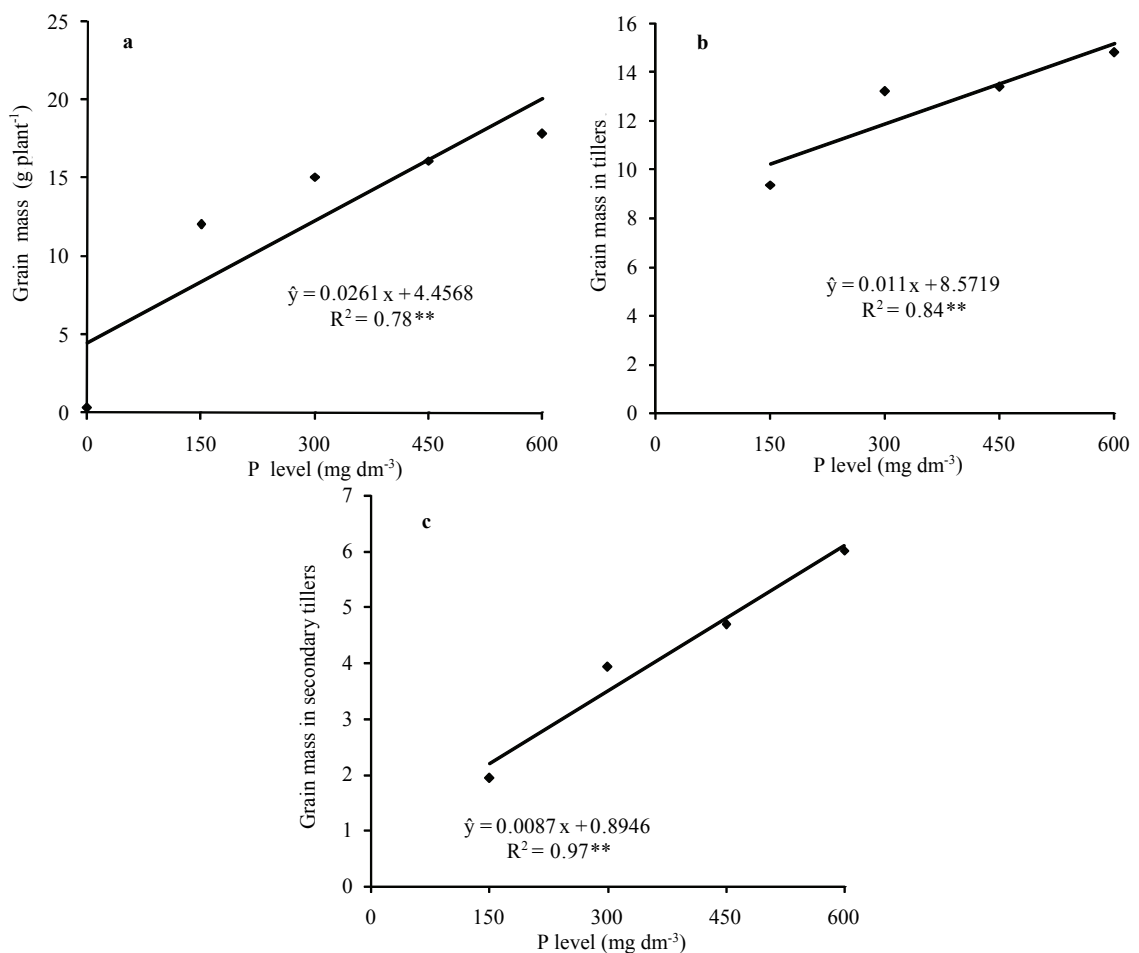 a
Grain mass (g plant-1)
25
20
15
10
5
0
ŷ = 0.0261 x + 4.4568
R2 = 0.78**
0 150 300 450 600
P level (mg dm-3)
b
Grain mass in tillers
16
14
12
10
8
6
4
2
0
ŷ = 0.011 x + 8.5719
R2 = 0.84**
0 150 300 450 600
P level (mg dm-3)
c
Grain mass in secondary tillers
7
6
5
4
3
2
1
0
ŷ = 0.0087 x + 0.8946
R2 = 0.97**
0 150 300 450 600
P level (mg dm-3)